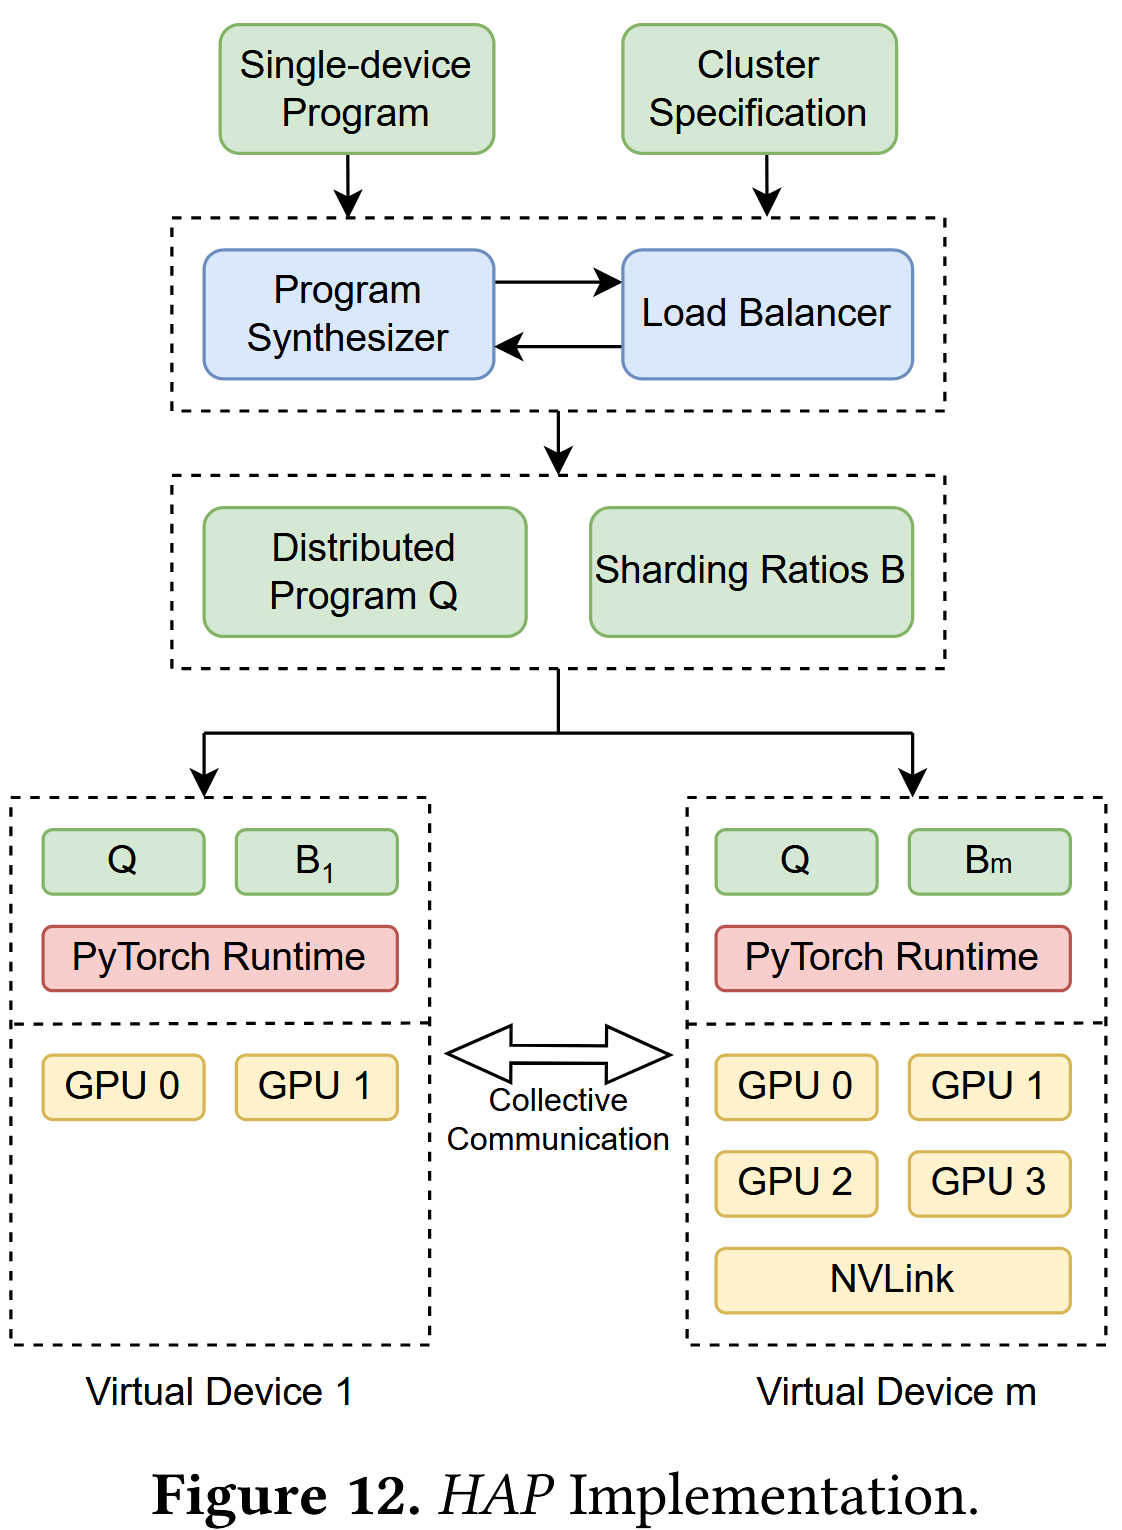 Single-device
Program
Cluster
Specification
Program
Synthesizer
Load Balancer
Distributed
Program Q
Sharding Ratios B
Q
B₁
PyTorch Runtime
GPU 0
GPU 1
Virtual Device 1
Collective
Communication
Q
Bm
PyTorch Runtime
GPU 0
GPU 1
GPU 2
GPU 3
NVLink
Virtual Device m
Figure 12. HAP Implementation.